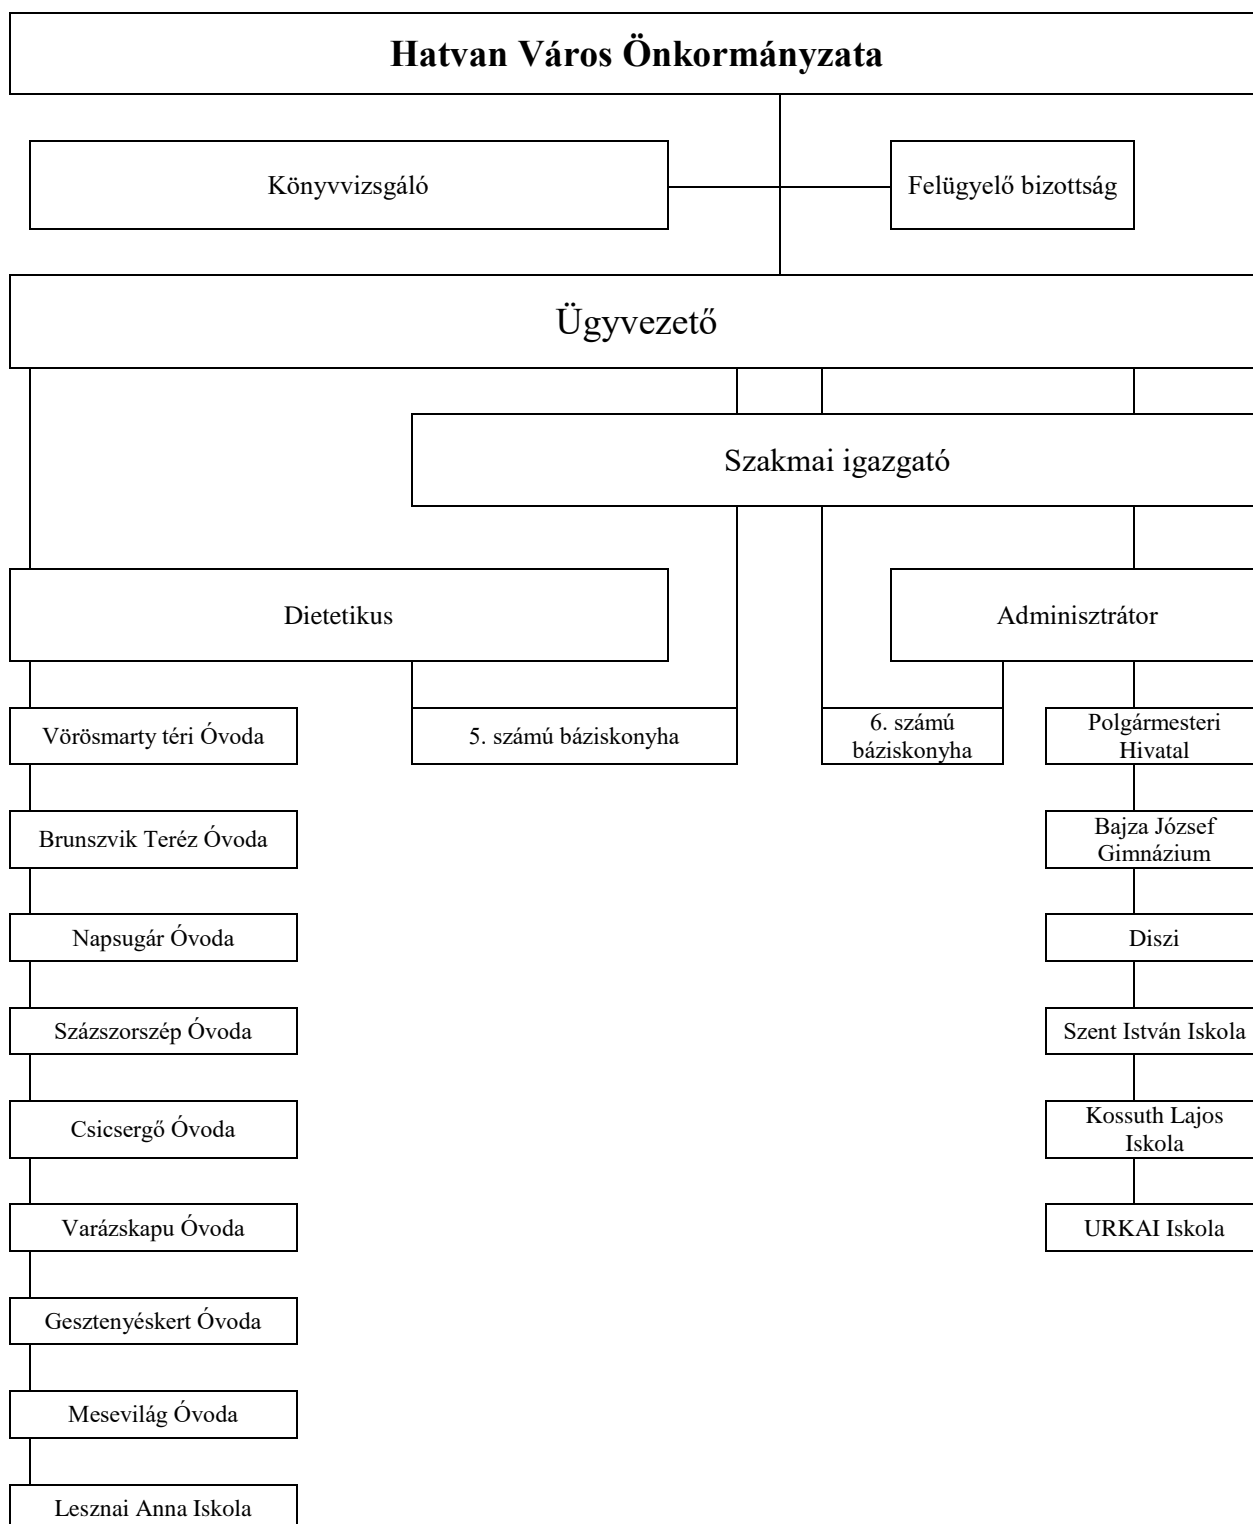 Hatvan Város Önkormányzata
Könyvvizsgáló
Felügyelő bizottság
Ügyvezető
Szakmai igazgató
Dietetikus
Adminisztrátor
Vörösmarty téri Óvoda
5. számú báziskonyha
6. számú
báziskonyha
Polgármesteri
Hivatal
Brunszvik Teréz Óvoda
Bajza József
Gimnázium
Napsugár Óvoda
Diszi
Százszorszép Óvoda
Szent István Iskola
Csicsergő Óvoda
Kossuth Lajos
Iskola
Varázskapu Óvoda
URKAI Iskola
Gesztenyéskert Óvoda
Mesevilág Óvoda
Lesznai Anna Iskola